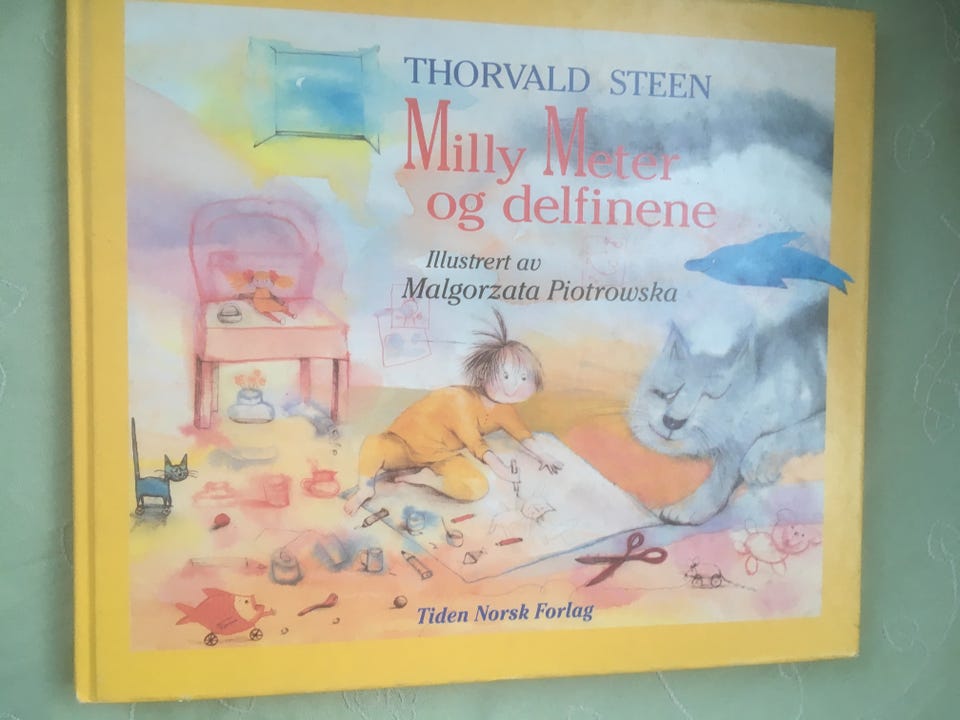 THORVALD STEEN
Milly Meter
og delfinene
Illustrert av
Malgorzata Piotrowska
Tiden Norsk Forlag